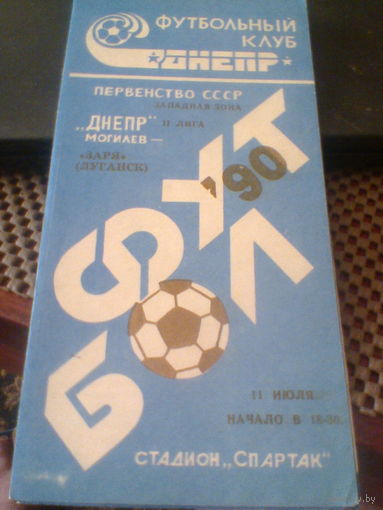 ФУТБОЛЬНЫЙ
КЛУБ
★ДНЕПР★
ПЕРВЕНСТВО СССР
ЗАПАДНАЯ ЗОНА
„ДНЕПР" II ЛИГА
МОГИЛЕВ —
«ЗАРЯ»
(ЛУГАНСК)
ФУТБОЛ
'90
11 ИЮЛЯ
НАЧАЛО В 18-30.
СТАДИОН „СПАРТАК"